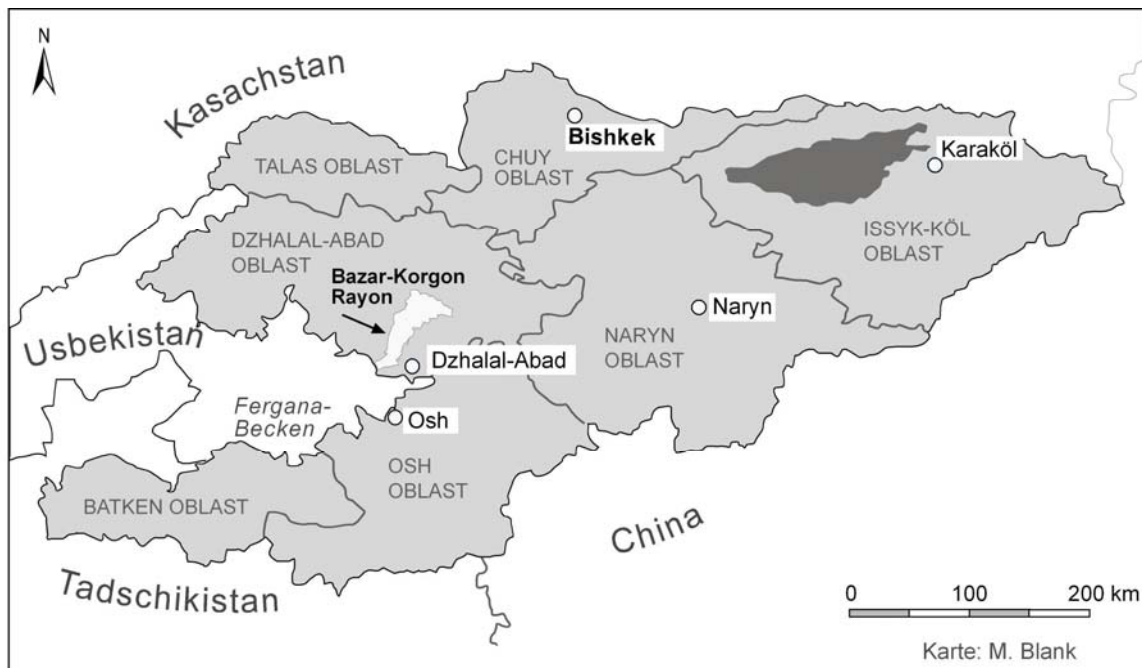 N
Kasachstan
Bishkek
TALAS OBLAST
CHUY
OBLAST
Karaköl
DZHALAL-ABAD
OBLAST
ISSYK-KÖL
OBLAST
Bazar-Korgon
Rayon
Usbekistan
Naryn
NARYN
OBLAST
Dzhalal-Abad
Fergana-
Becken
Osh
OSH
OBLAST
BATKEN OBLAST
China
Tadschikistan
0 100 200 km
Karte: M. Blank